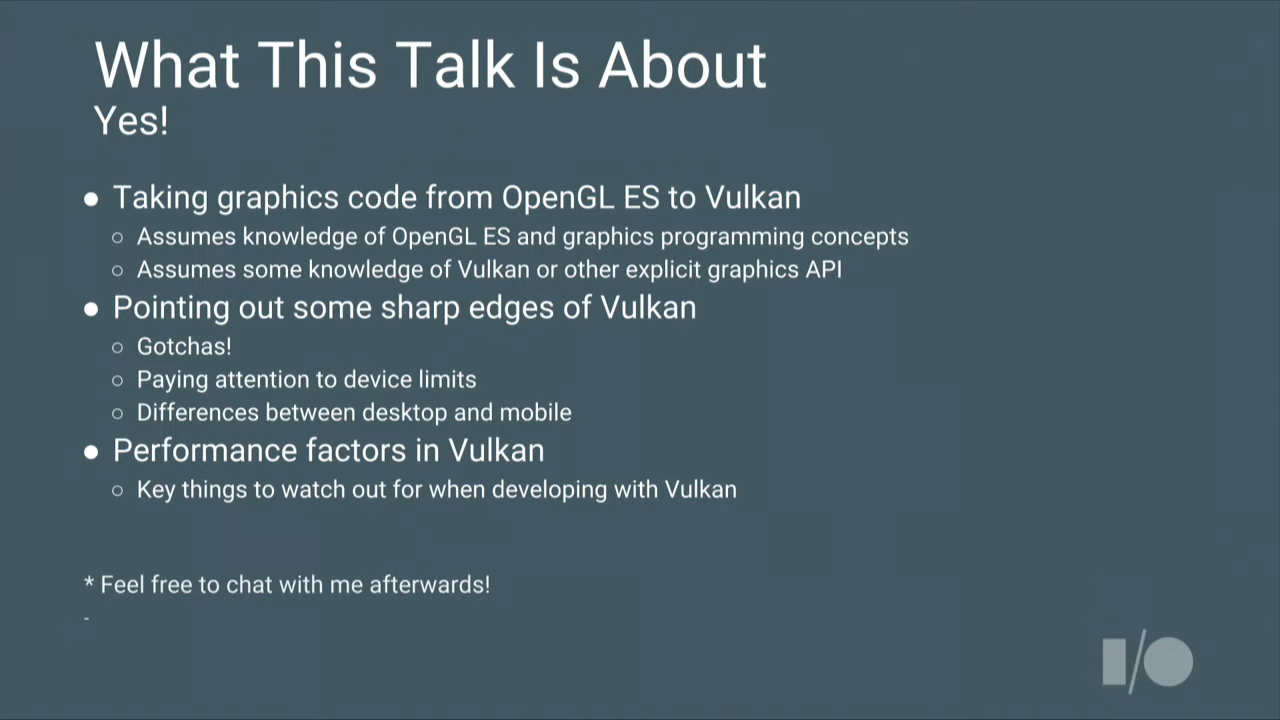 What This Talk Is About
Yes!
● Taking graphics code from OpenGL ES to Vulkan
○ Assumes knowledge of OpenGL ES and graphics programming concepts
○ Assumes some knowledge of Vulkan or other explicit graphics API
● Pointing out some sharp edges of Vulkan
○ Gotchas!
○ Paying attention to device limits
○ Differences between desktop and mobile
● Performance factors in Vulkan
○ Key things to watch out for when developing with Vulkan
* Feel free to chat with me afterwards!
-
I/O